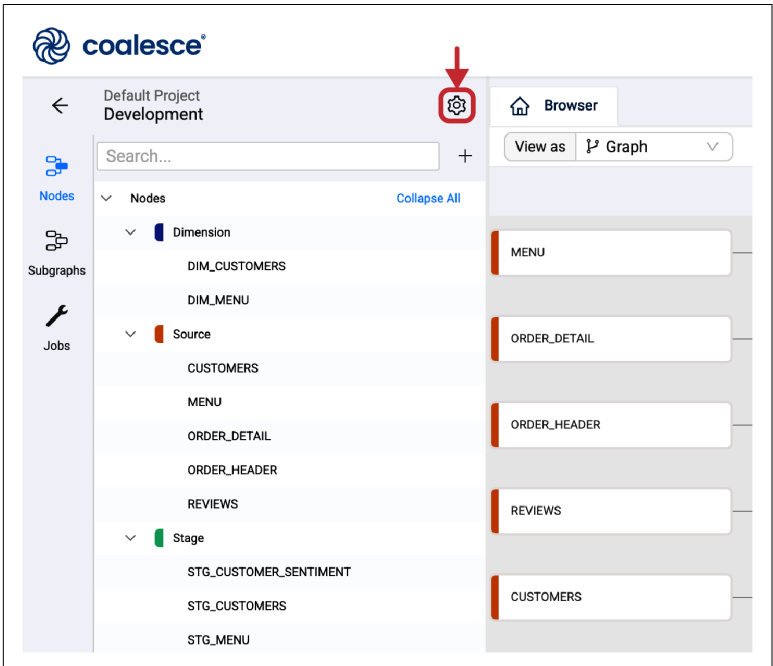 coalesce
Default Project
Development
Search...
Nodes
Subgraphs
Jobs
Nodes
Collapse All
Dimension
DIM_CUSTOMERS
DIM_MENU
Source
CUSTOMERS
MENU
ORDER_DETAIL
ORDER_HEADER
REVIEWS
Stage
STG_CUSTOMER_SENTIMENT
STG_CUSTOMERS
STG_MENU
Browser
View as Graph
MENU
ORDER_DETAIL
ORDER_HEADER
REVIEWS
CUSTOMERS